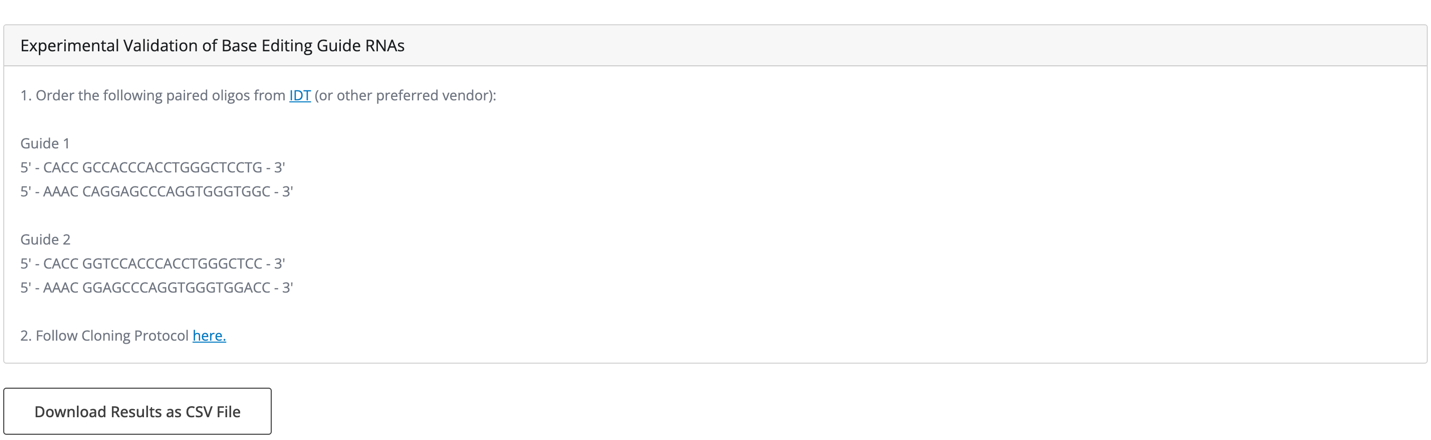 Experimental Validation of Base Editing Guide RNAs
1. Order the following paired oligos from IDT (or other preferred vendor):
Guide 1
5' - CACC GCCACCCACCTGGGCTCCTG - 3'
5' - AAAC CAGGAGCCCAGGTGGGTGGC - 3'
Guide 2
5' - CACC GGTCCACCCACCTGGGCTCC - 3'
5' - AAAC GGAGCCCAGGTGGGTGGACC - 3'
2. Follow Cloning Protocol here.
Download Results as CSV File